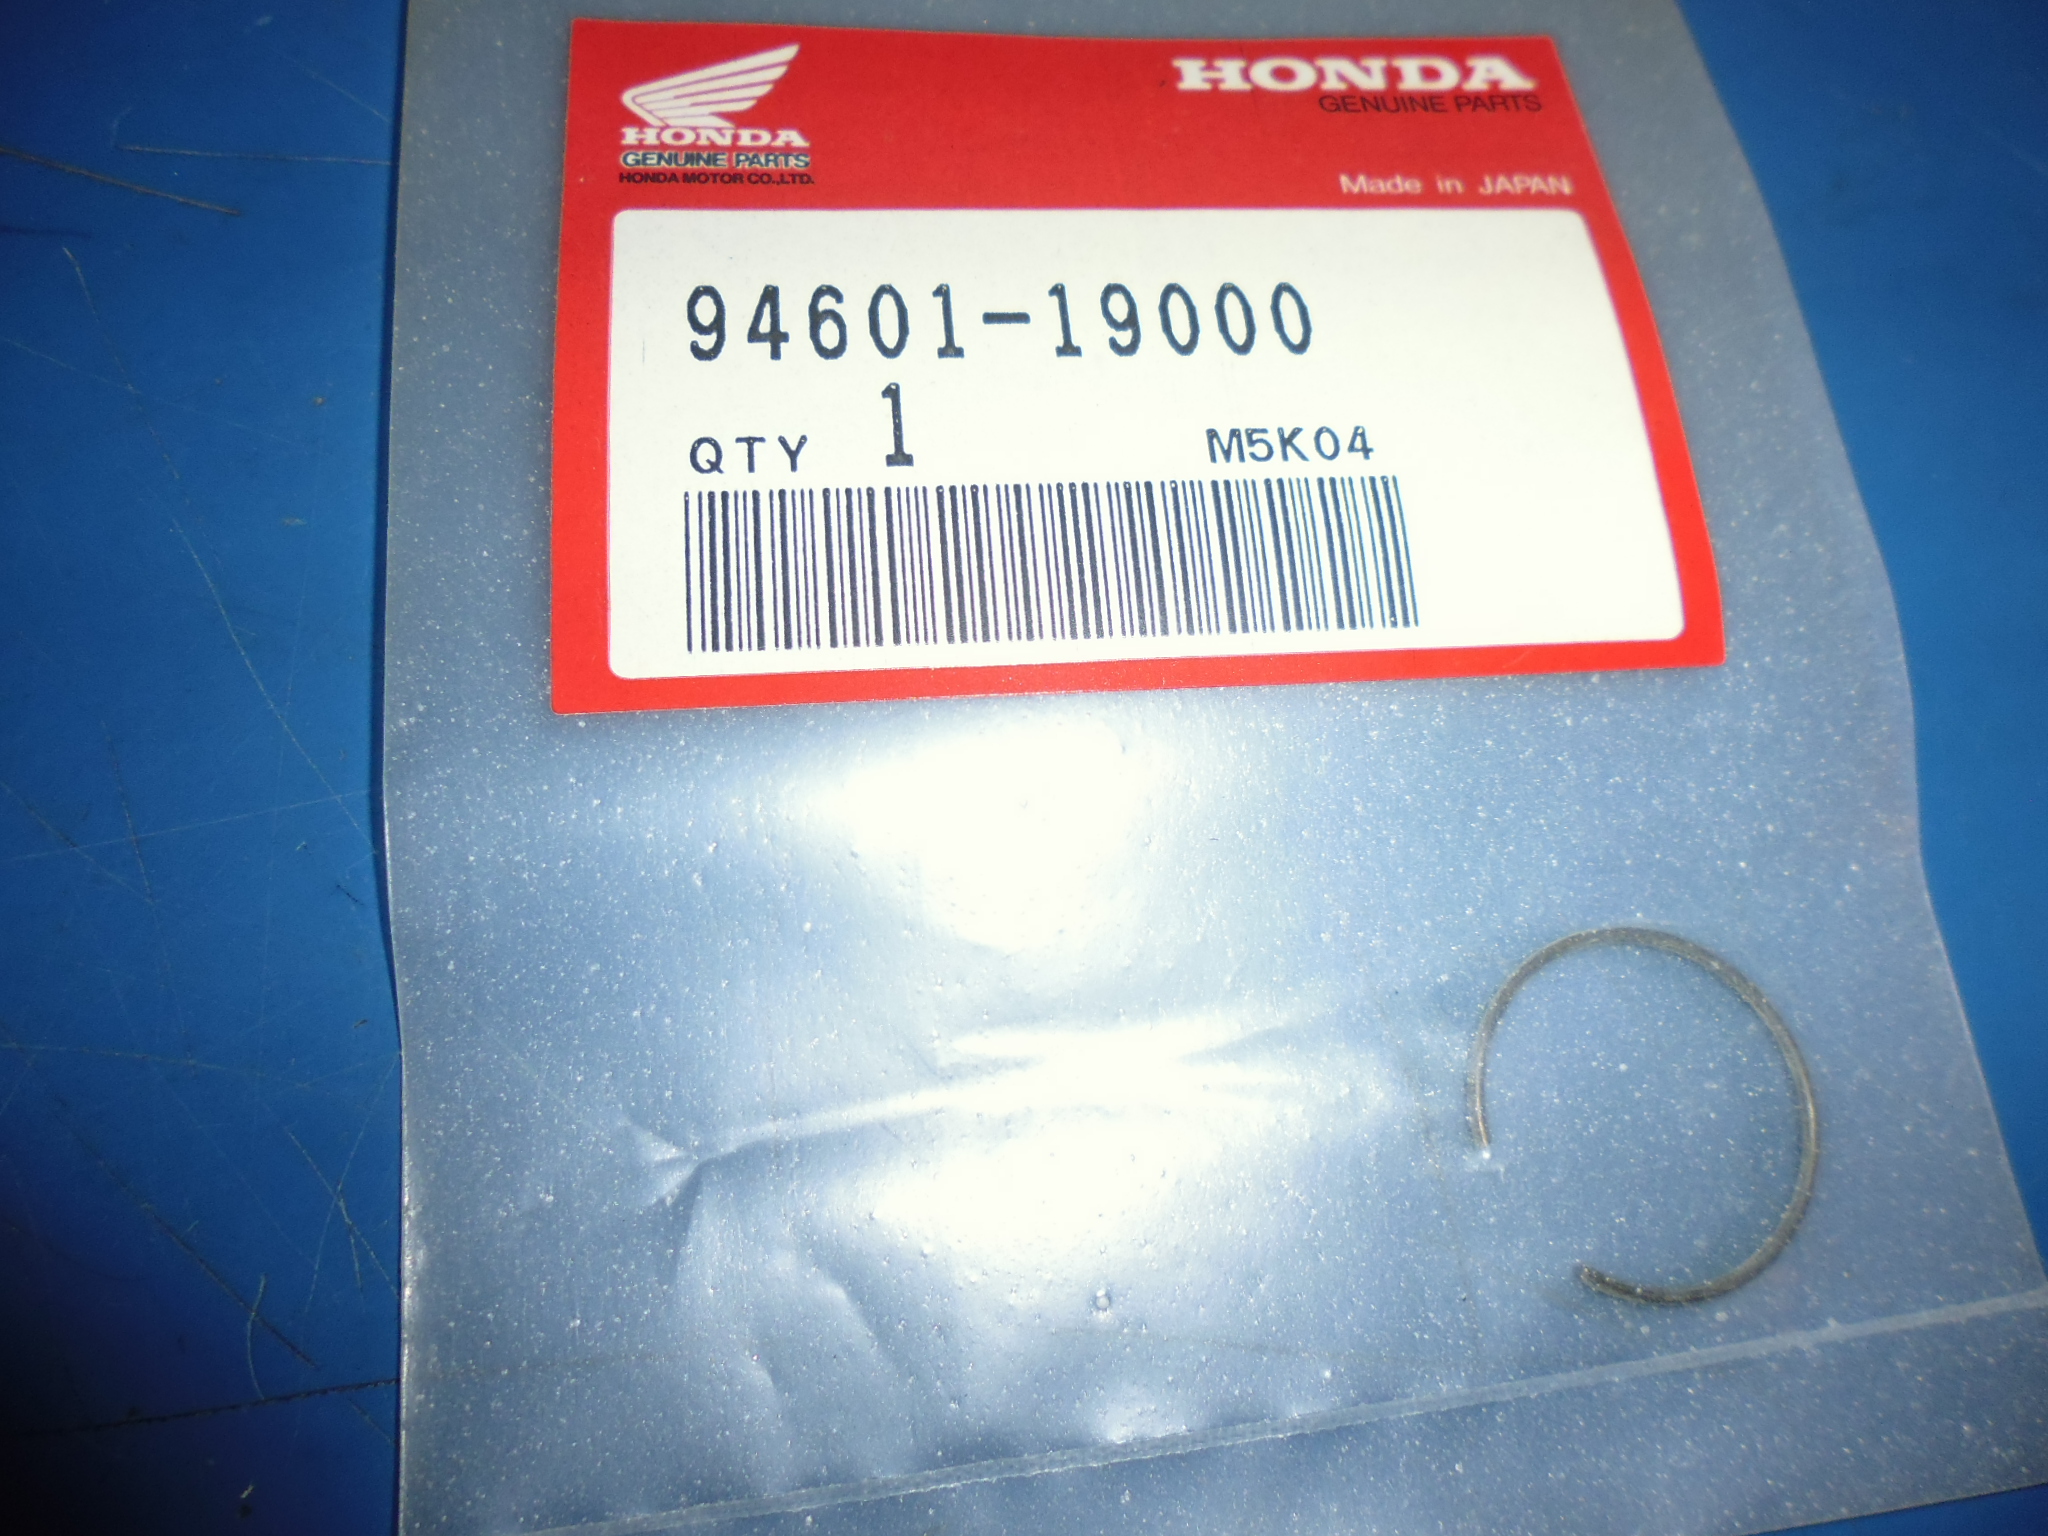 HONDA
GENUINE PARTS
HONDA MOTOR CO.,LTD.
HONDA
GENUINE PARTS
Made in JAPAN
94601-19000
QTY 1 M5K04